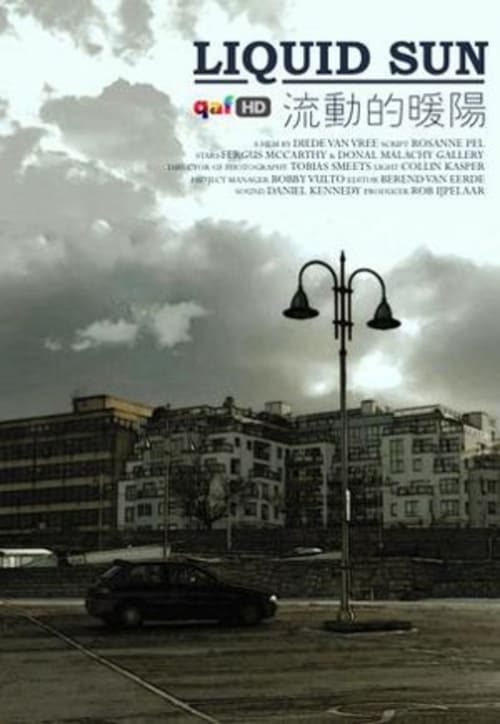 LIQUID SUN
qaf HD 流動的暖陽
A FILM BY DIEDE VAN VREE SCRIPT ROSANNE PEL
STARS FERGUS MCCARTHY & DONAL MALACHY GALLERY
DIRECTOR OF PHOTOGRAPHY TOBIAS SMEETS LIGHT COLLIN KASPER
PROJECT MANAGER BOBBY VULTO EDITOR BEREND VAN EERDE
SOUND DANIEL KENNEDY PRODUCER ROB IJPELAAR